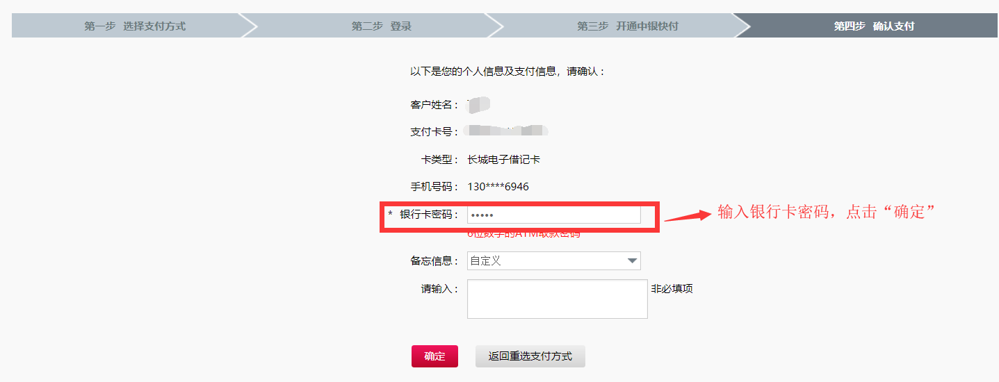 第一步 选择支付方式
第二步 登录
第三步 开通中银快付
第四步 确认支付
以下是您的个人信息及支付信息，请确认：
客户姓名：
支付卡号：
卡类型： 长城电子借记卡
手机号码： 130****6946
* 银行卡密码： •••••
输入银行卡密码，点击“确定”
6位数字的ATM取款密码
备忘信息： 自定义
请输入： 非必填项
确定
返回重选支付方式